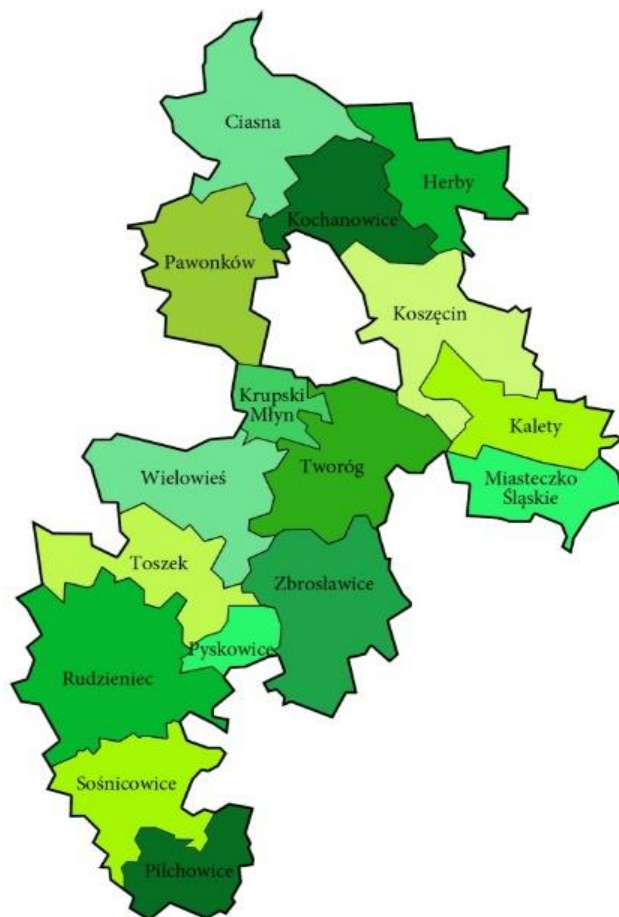 Ciasna
Herby
Kochanowice
Pawonków
Koszęcin
Krupski
Młyn
Kalety
Tworóg
Wielowieś
Miasteczko
Śląskie
Toszek
Zbrosławice
Pyskowice
Rudzieniec
Sośnicowice
Pilchowice